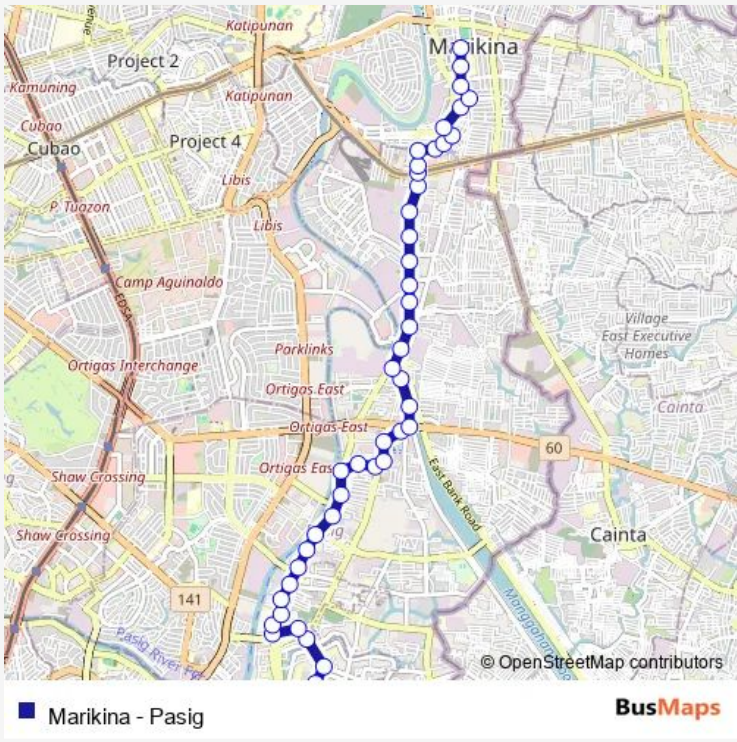 Katipunan
Marikina
Project 2
Kamuning
Katipunan
Cubao
Cubao
Project 4
Libis
P. Tuazon
Libis
Camp Aguinaldo
EDSA
Village
East Executive
Homes
Parklinks
Ortigas Interchange
Ortigas East
Cainta
Ortigas East
60
Ortigas Eas
Shaw Crossing
East Bank Road
Shaw Crossing
Cainta
141
Pasig River
© OpenStreetMap contributors
Marikina - Pasig
BusMaps